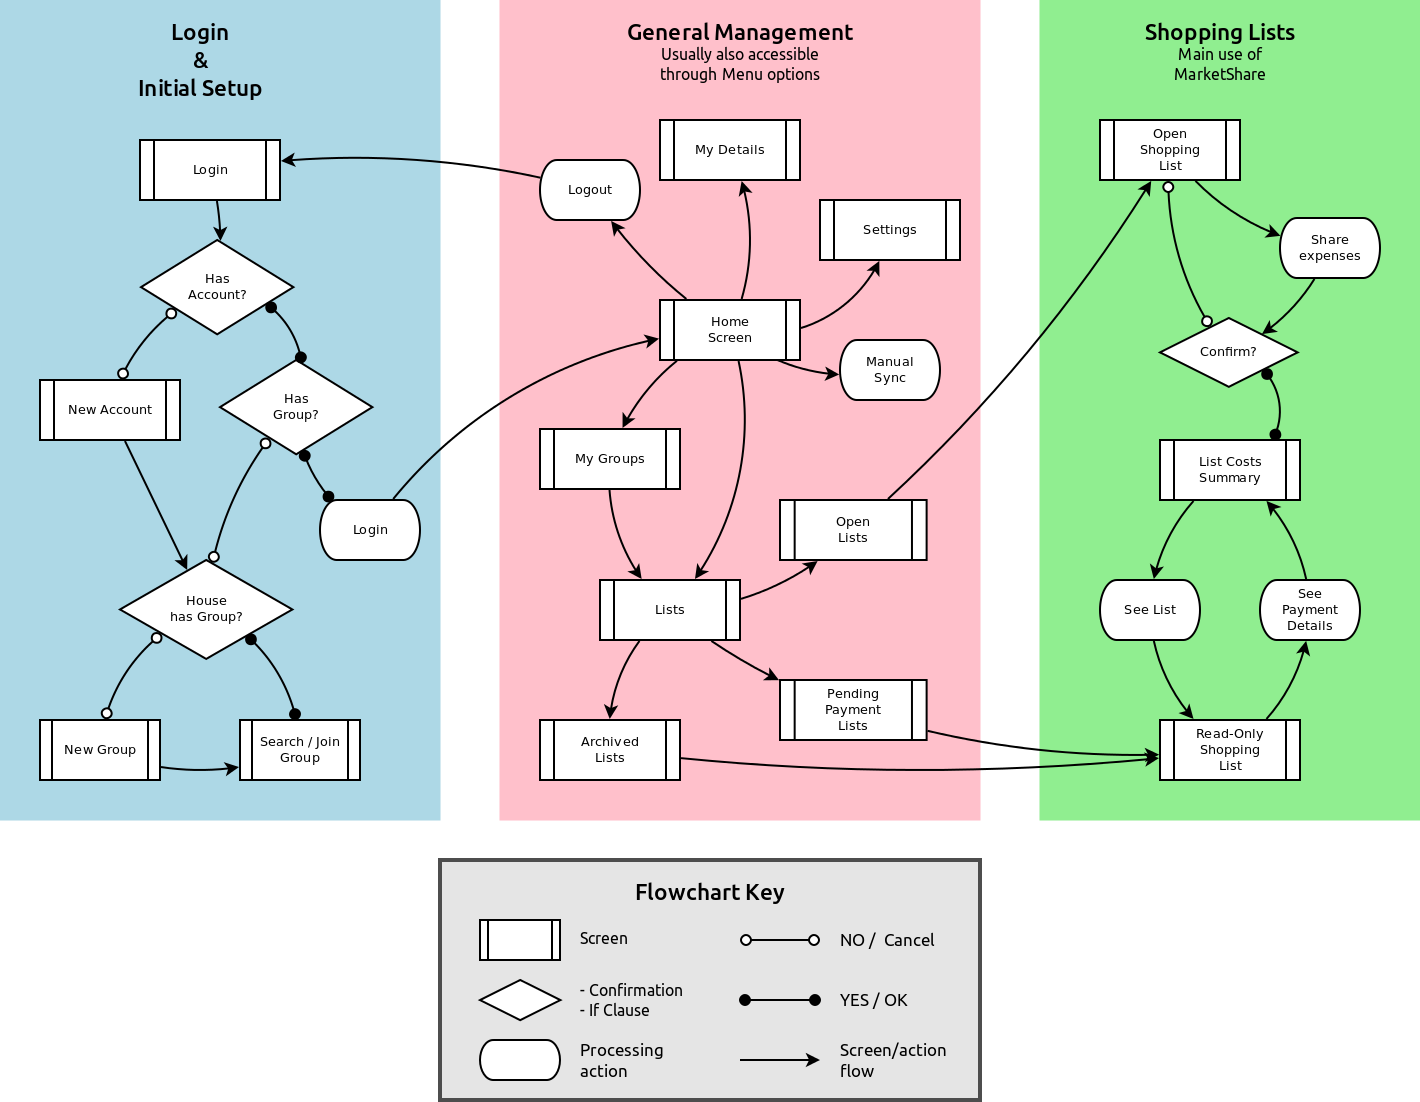 Login
&
Initial Setup
Login
Has
Account?
New Account
Has
Group?
Login
House
has Group?
New Group
Search / Join
Group
General Management
Usually also accessible
through Menu options
My Details
Logout
Settings
Home
Screen
Manual
Sync
My Groups
Open
Lists
Lists
Pending
Payment
Lists
Archived
Lists
Shopping Lists
Main use of
MarketShare
Open
Shopping
List
Share
expenses
Confirm?
List Costs
Summary
See List
See
Payment
Details
Read-Only
Shopping
List
Flowchart Key
Screen
- Confirmation
- If Clause
Processing
action
NO / Cancel
YES / OK
Screen/action
flow